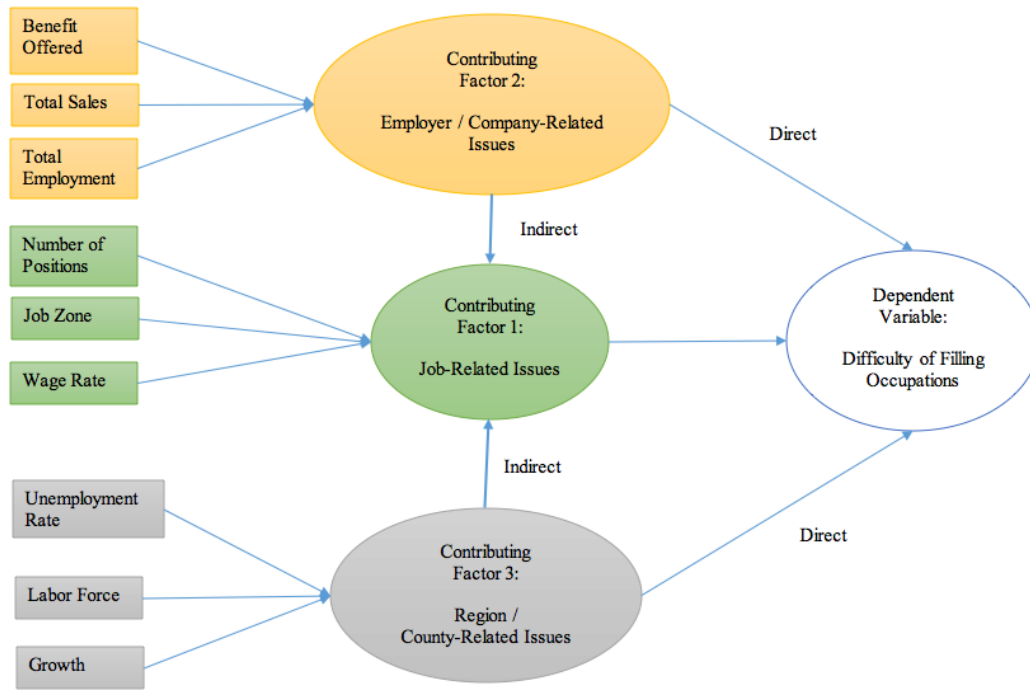 Benefit
Offered
Total Sales
Total
Employment
Contributing
Factor 2:
Employer / Company-Related
Issues
Direct
Indirect
Number of
Positions
Job Zone
Wage Rate
Contributing
Factor 1:
Job-Related Issues
Dependent
Variable:
Difficulty of Filling
Occupations
Indirect
Unemployment
Rate
Labor Force
Growth
Contributing
Factor 3:
Region /
County-Related Issues
Direct